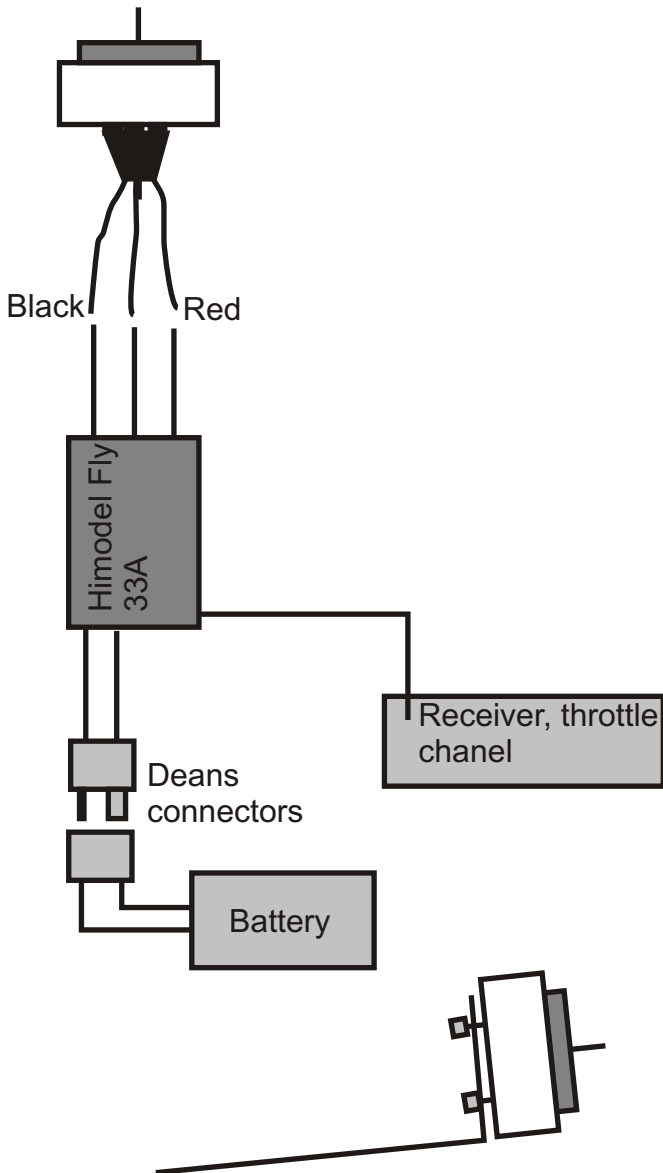 Black
Red
Himodel Fly
33A
Receiver, throttle
chanel
Deans
connectors
Battery